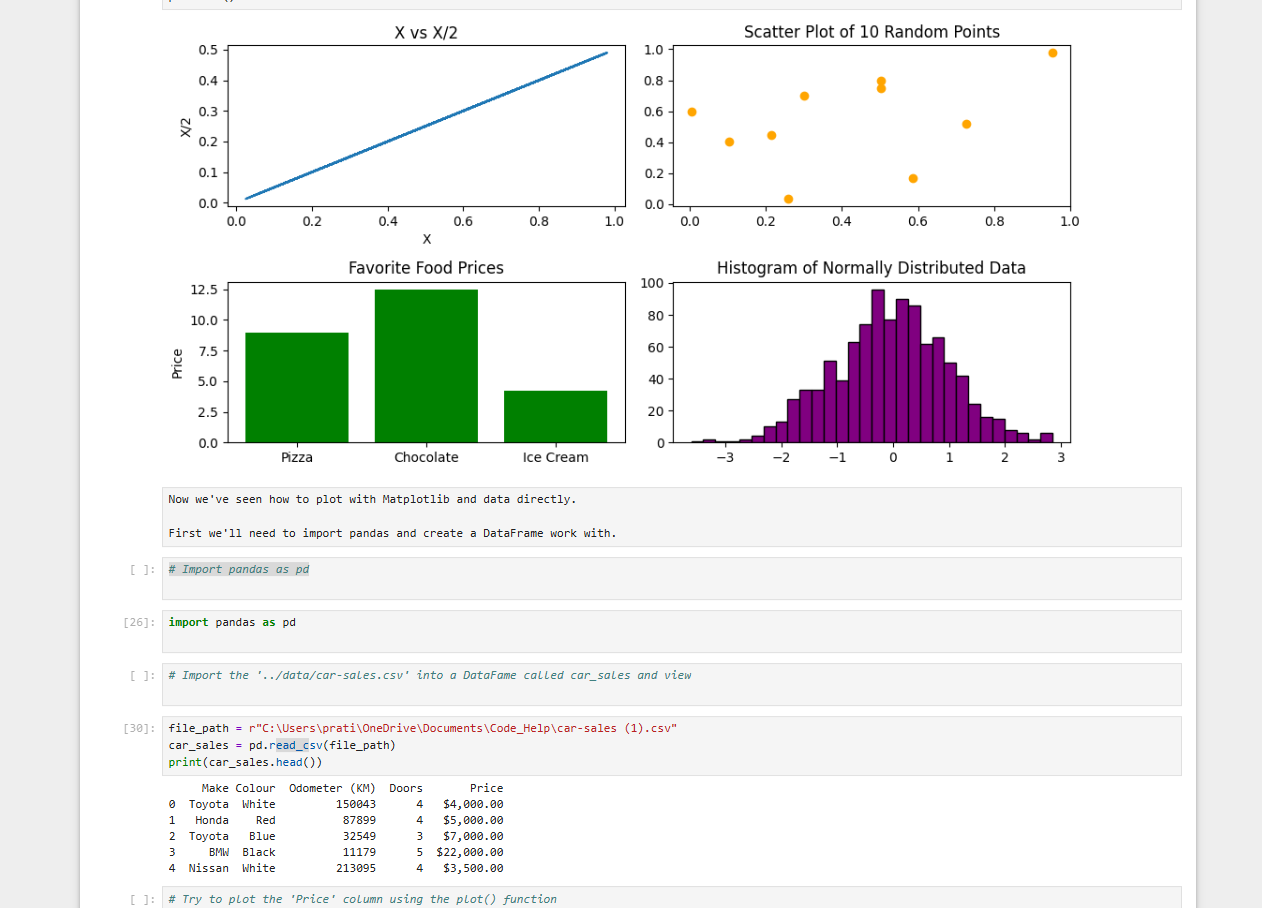 X vs X/2
0.5
0.4
0.3
0.2
0.1
0.0
X/2
0.0 0.2 0.4 0.6 0.8 1.0
X
Scatter Plot of 10 Random Points
1.0
0.8
0.6
0.4
0.2
0.0
0.0 0.2 0.4 0.6 0.8 1.0
Favorite Food Prices
12.5
10.0
7.5
5.0
2.5
0.0
Price
Pizza Chocolate Ice Cream
Histogram of Normally Distributed Data
100
80
60
40
20
0
−3 −2 −1 0 1 2 3
Now we've seen how to plot with Matplotlib and data directly.
First we'll need to import pandas and create a DataFrame work with.
[ ]: # Import pandas as pd
[26]: import pandas as pd
[ ]: # Import the '../data/car-sales.csv' into a DataFame called car_sales and view
[30]: file_path = r"C:\Users\prati\OneDrive\Documents\Code_Help\car-sales (1).csv"
car_sales = pd.read_csv(file_path)
print(car_sales.head())
Make Colour Odometer (KM) Doors Price
0 Toyota White 150043 4 $4,000.00
1 Honda Red 87899 4 $5,000.00
2 Toyota Blue 32549 3 $7,000.00
3 BMW Black 11179 5 $22,000.00
4 Nissan White 213095 4 $3,500.00
[ ]: # Try to plot the 'Price' column using the plot() function